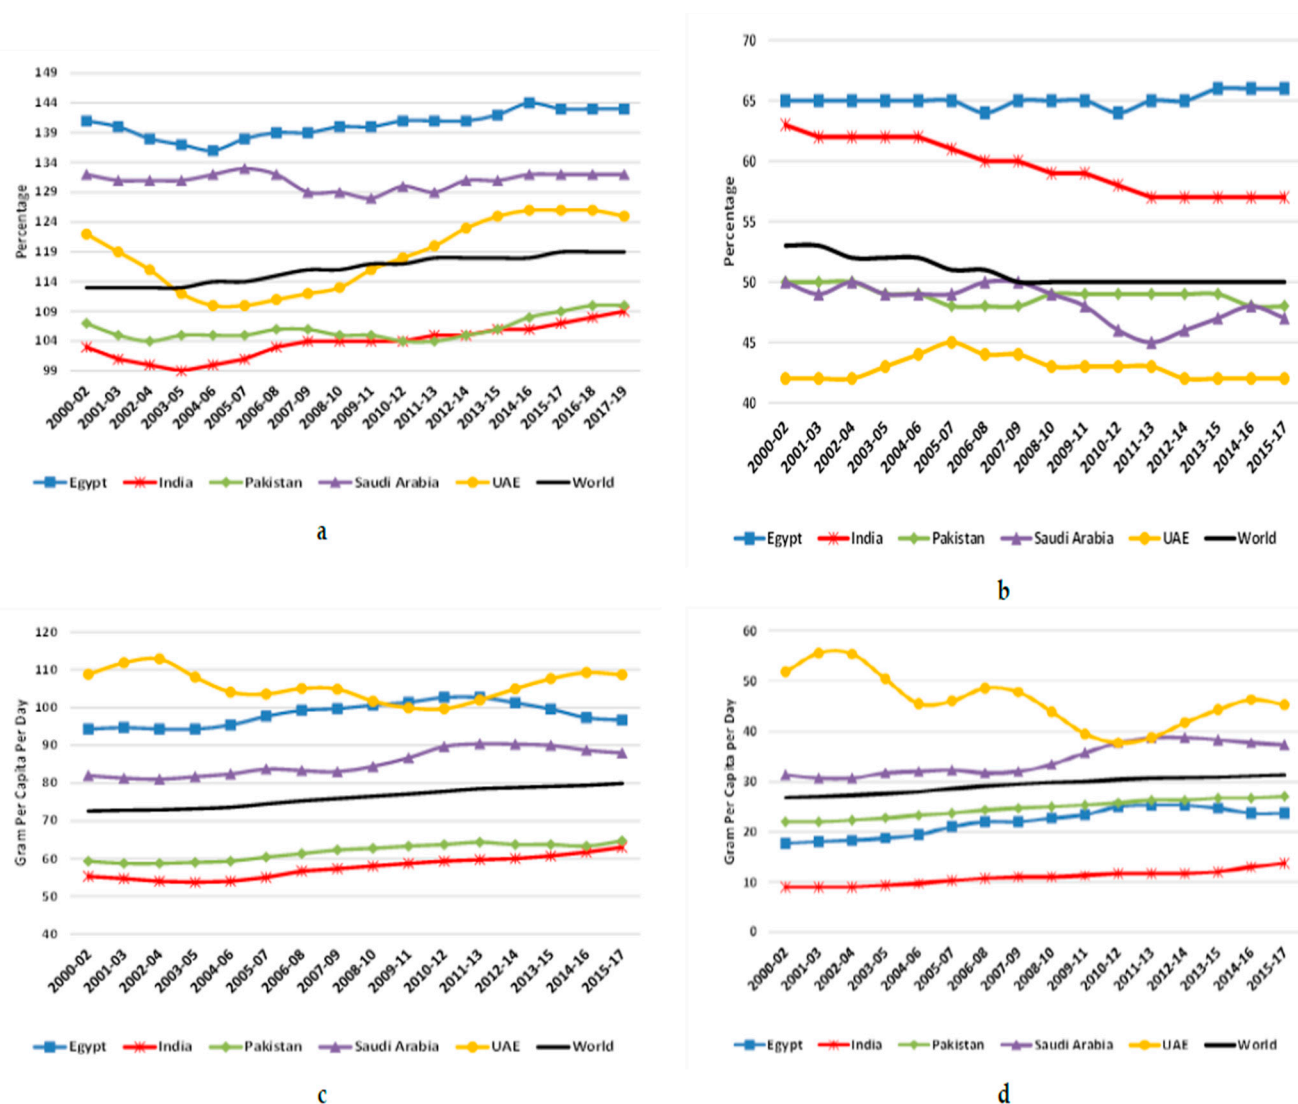 149
144
139
134
129
124
119
114
109
104
99
Percentage
2000-02 2001-03 2002-04 2003-05 2004-06 2005-07 2006-08 2007-09 2008-10 2009-11 2010-12 2011-13 2012-14 2013-15 2014-16 2015-17 2016-18 2017-19
Egypt India Pakistan Saudi Arabia UAE World
a
70
65
60
55
50
45
40
Percentage
2000-02 2001-03 2002-04 2003-05 2004-06 2005-07 2006-08 2007-09 2008-10 2009-11 2010-12 2011-13 2012-14 2013-15 2014-16 2015-17
Egypt India Pakistan Saudi Arabia UAE World
b
120
110
100
90
80
70
60
50
40
Gram Per Capita Per Day
2000-02 2001-03 2002-04 2003-05 2004-06 2005-07 2006-08 2007-09 2008-10 2009-11 2010-12 2011-13 2012-14 2013-15 2014-16 2015-17
Egypt India Pakistan Saudi Arabia UAE World
c
60
50
40
30
20
10
0
Gram Per Capita per Day
2000-02 2001-03 2002-04 2003-05 2004-06 2005-07 2006-08 2007-09 2008-10 2009-11 2010-12 2011-13 2012-14 2013-15 2014-16 2015-17
Egypt India Pakistan Saudi Arabia UAE World
d